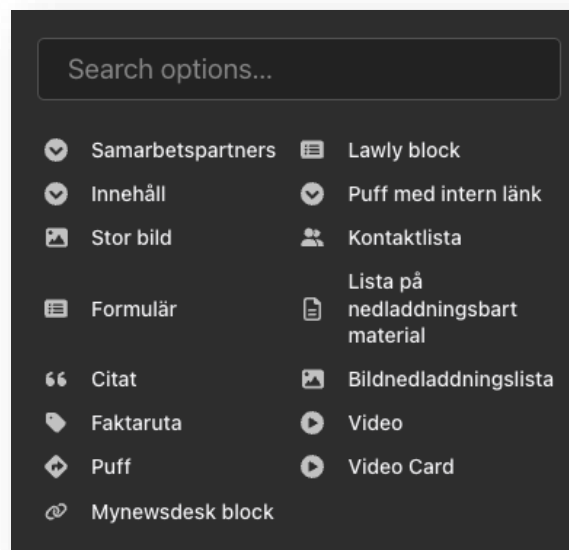 Search options...
Samarbetspartners
Lawly block
Innehåll
Puff med intern länk
Stor bild
Kontaktlista
Formulär
Lista på
nedladdningsbart
material
Citat
Bildnedladdningslista
Faktaruta
Video
Puff
Video Card
Mynewsdesk block